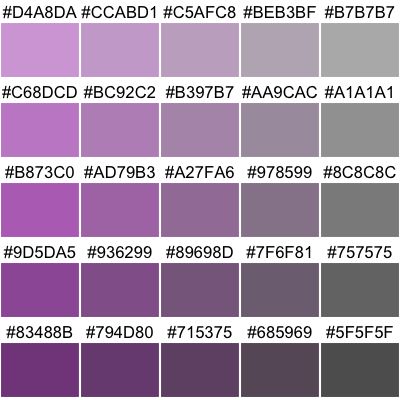 #D4A8DA #CCABD1 #C5AFC8 #BEB3BF #B7B7B7
#C68DCD #BC92C2 #B397B7 #AA9CAC #A1A1A1
#B873C0 #AD79B3 #A27FA6 #978599 #8C8C8C
#9D5DA5 #936299 #89698D #7F6F81 #757575
#83488B #794D80 #715375 #685969 #5F5F5F